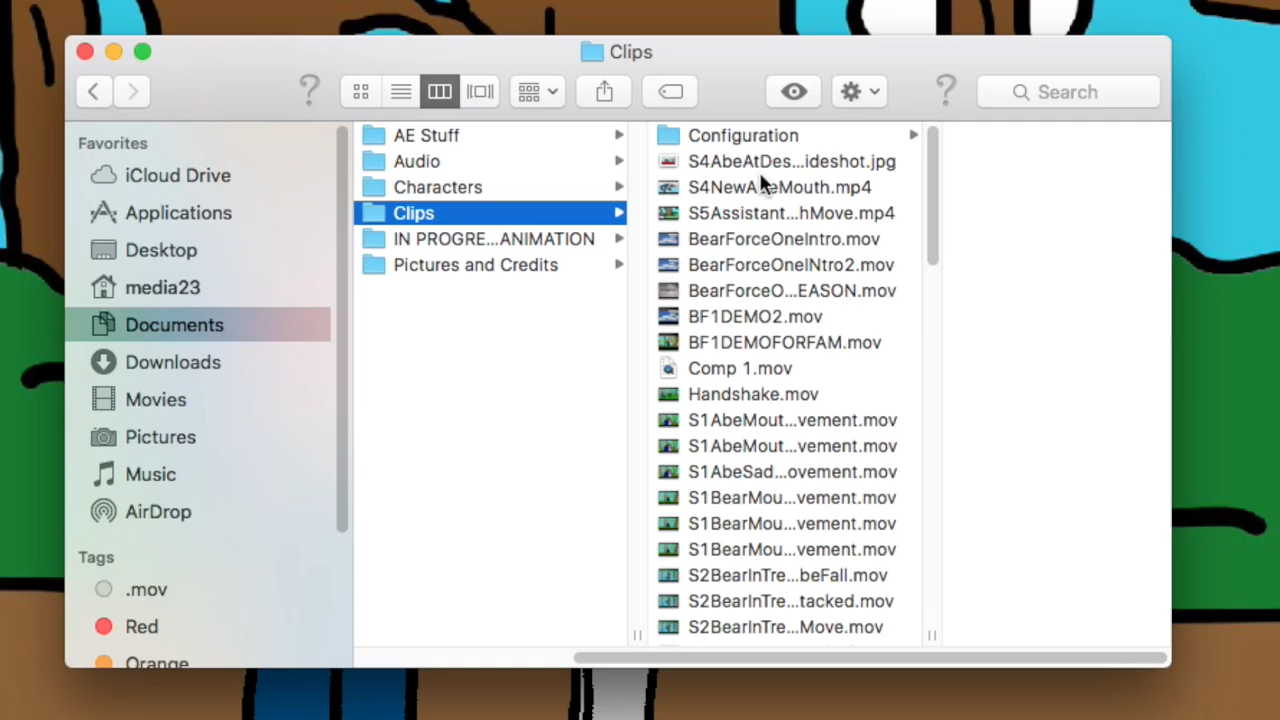 Clips
? ? Search
Favorites
iCloud Drive
Applications
Desktop
media23
Documents
Downloads
Movies
Pictures
Music
AirDrop
Tags
.mov
Red
Orange
AE Stuff
Audio
Characters
Clips
IN PROGRE...ANIMATION
Pictures and Credits
Configuration
S4AbeAtDes...ideshot.jpg
S4NewAbeMouth.mp4
S5Assistant...hMove.mp4
BearForceOneIntro.mov
BearForceOneINtro2.mov
BearForceO...EASON.mov
BF1DEMO2.mov
BF1DEMOFORFAM.mov
Comp 1.mov
Handshake.mov
S1AbeMout...vement.mov
S1AbeMout...vement.mov
S1AbeSad...ovement.mov
S1BearMou...vement.mov
S1BearMou...vement.mov
S1BearMou...vement.mov
S2BearInTre...beFall.mov
S2BearInTre...tacked.mov
S2BearInTre...Move.mov